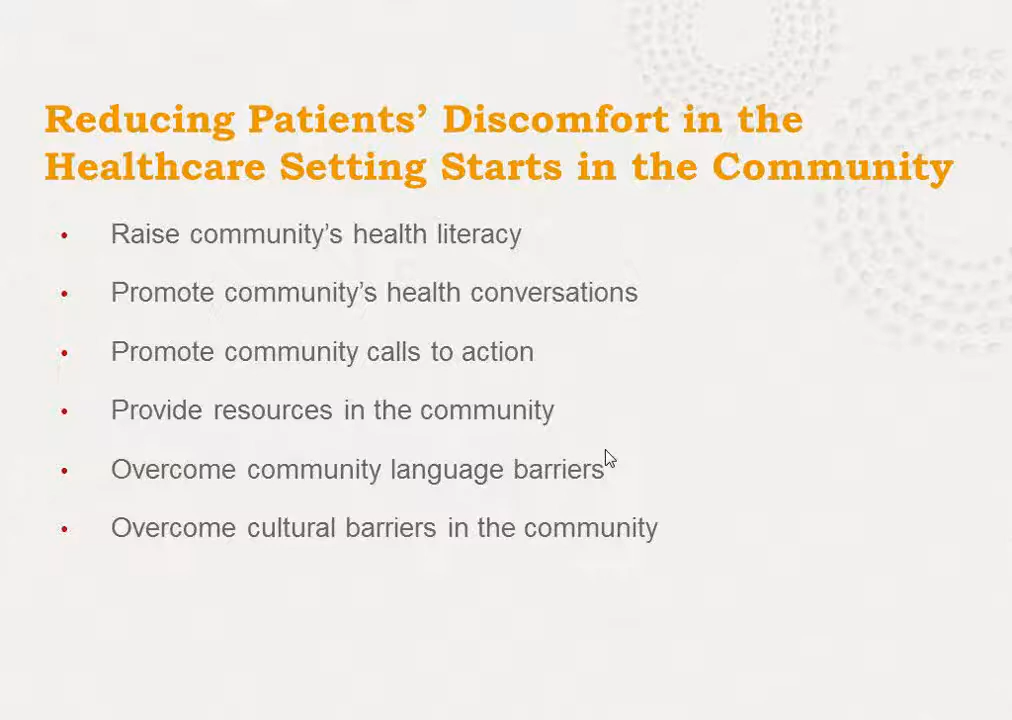 Reducing Patients’ Discomfort in the
Healthcare Setting Starts in the Community
• Raise community’s health literacy
• Promote community’s health conversations
• Promote community calls to action
• Provide resources in the community
• Overcome community language barriers
• Overcome cultural barriers in the community